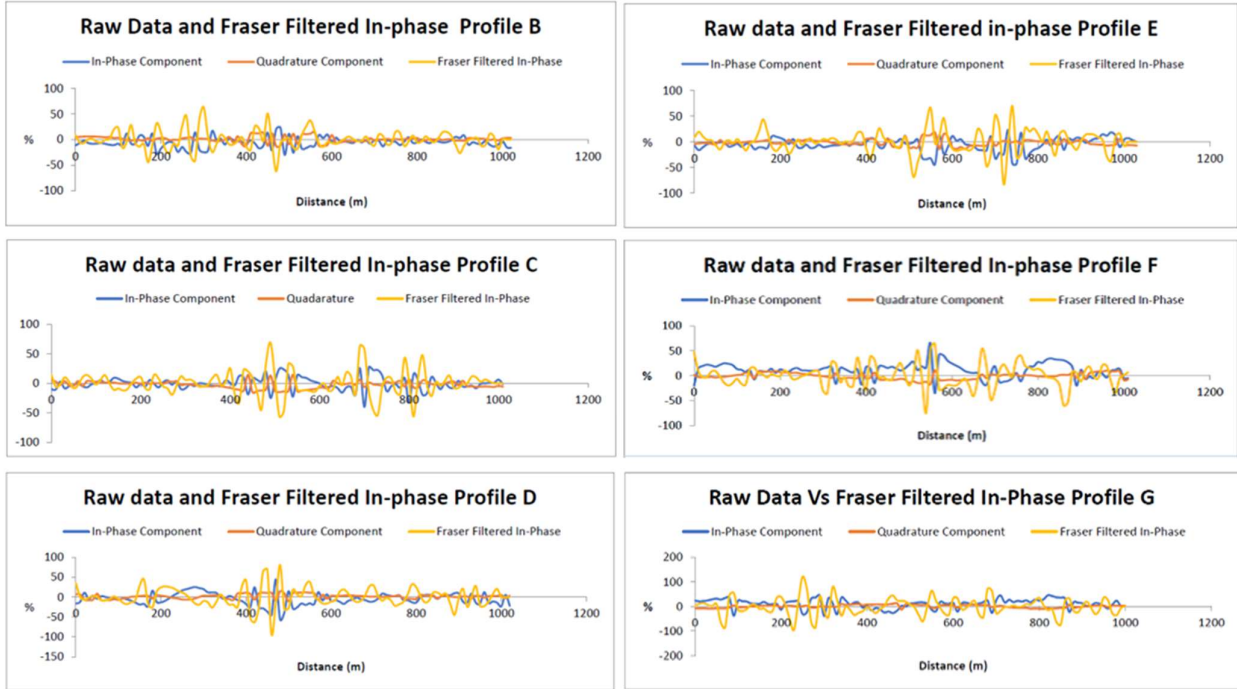 Raw Data and Fraser Filtered In-phase Profile B
In-Phase Component Quadrature Component Fraser Filtered In-Phase
100
50
%
0
-50
-100
0 200 400 600 800 1000 1200
Diistance (m)
Raw data and Fraser Filtered in-phase Profile E
In-Phase Component Quadrature Component Fraser Filtered In-Phase
100
50
%
0
-50
-100
0 200 400 600 800 1000 1200
Distance (m)
Raw data and Fraser Filtered In-phase Profile C
In-Phase Component Quadarature Fraser Filtered In-Phase
100
50
0
-50
-100
0 200 400 600 800 1000 1200
Raw data and Fraser Filtered In-phase Profile F
In-Phase Component Quadrature Component Fraser Filtered In-Phase
100
50
%
0
-50
-100
0 200 400 600 800 1000 1200
Distance (m)
Raw data and Fraser Filtered In-phase Profile D
In-Phase Component Quadrature Component Fraser Filtered In-Phase
100
50
0
%
-50
-100
-150
0 200 400 600 800 1000 1200
Distance (m)
Raw Data Vs Fraser Filtered In-Phase Profile G
In-Phase Component Quadrature Component Fraser Filtered In-Phase
200
100
%
0
-100
-200
0 200 400 600 800 1000 1200
Distance (m)